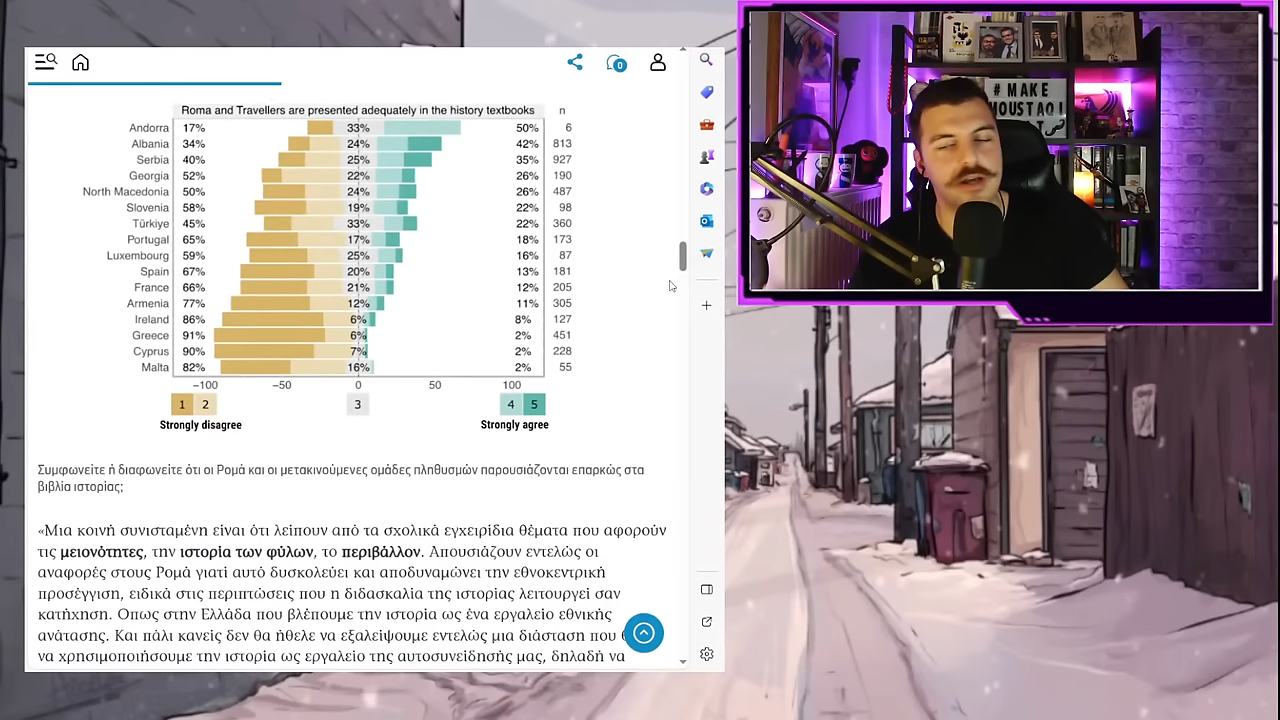 0
# MAKE
MOUSTAQ!
Roma and Travellers are presented adequately in the history textbooks n
Andorra 17% 33% 50% 6
Albania 34% 24% 42% 813
Serbia 40% 25% 35% 927
Georgia 52% 22% 26% 190
North Macedonia 50% 24% 26% 487
Slovenia 58% 19% 22% 98
Türkiye 45% 33% 22% 360
Portugal 65% 17% 18% 173
Luxembourg 59% 25% 16% 87
Spain 67% 20% 13% 181
France 66% 21% 12% 205
Armenia 77% 12% 11% 305
Ireland 86% 6% 8% 127
Greece 91% 6% 2% 451
Cyprus 90% 7% 2% 228
Malta 82% 16% 2% 55
−100 −50 0 50 100
1 2 3 4 5
Strongly disagree Strongly agree
Συμφωνείτε ή διαφωνείτε ότι οι Ρομά και οι μετακινούμενες ομάδες πληθυσμών παρουσιάζονται επαρκώς στα
βιβλία ιστορίας;
«Μια κοινή συνισταμένη είναι ότι λείπουν από τα σχολικά εγχειρίδια θέματα που αφορούν
τις μειονότητες, την ιστορία των φύλων, το περιβάλλον. Απουσιάζουν εντελώς οι
αναφορές στους Ρομά γιατί αυτό δυσκολεύει και αποδυναμώνει την εθνοκεντρική
προσέγγιση, ειδικά στις περιπτώσεις που η διδασκαλία της ιστορίας λειτουργεί σαν
κατήχηση. Οπως στην Ελλάδα που βλέπουμε την ιστορία ως ένα εργαλείο εθνικής
ανάτασης. Και πάλι κανείς δεν θα ήθελε να εξαλείψουμε εντελώς μια διάσταση που
να χρησιμοποιήσουμε την ιστορία ως εργαλείο της αυτοσυνείδησής μας, δηλαδή να